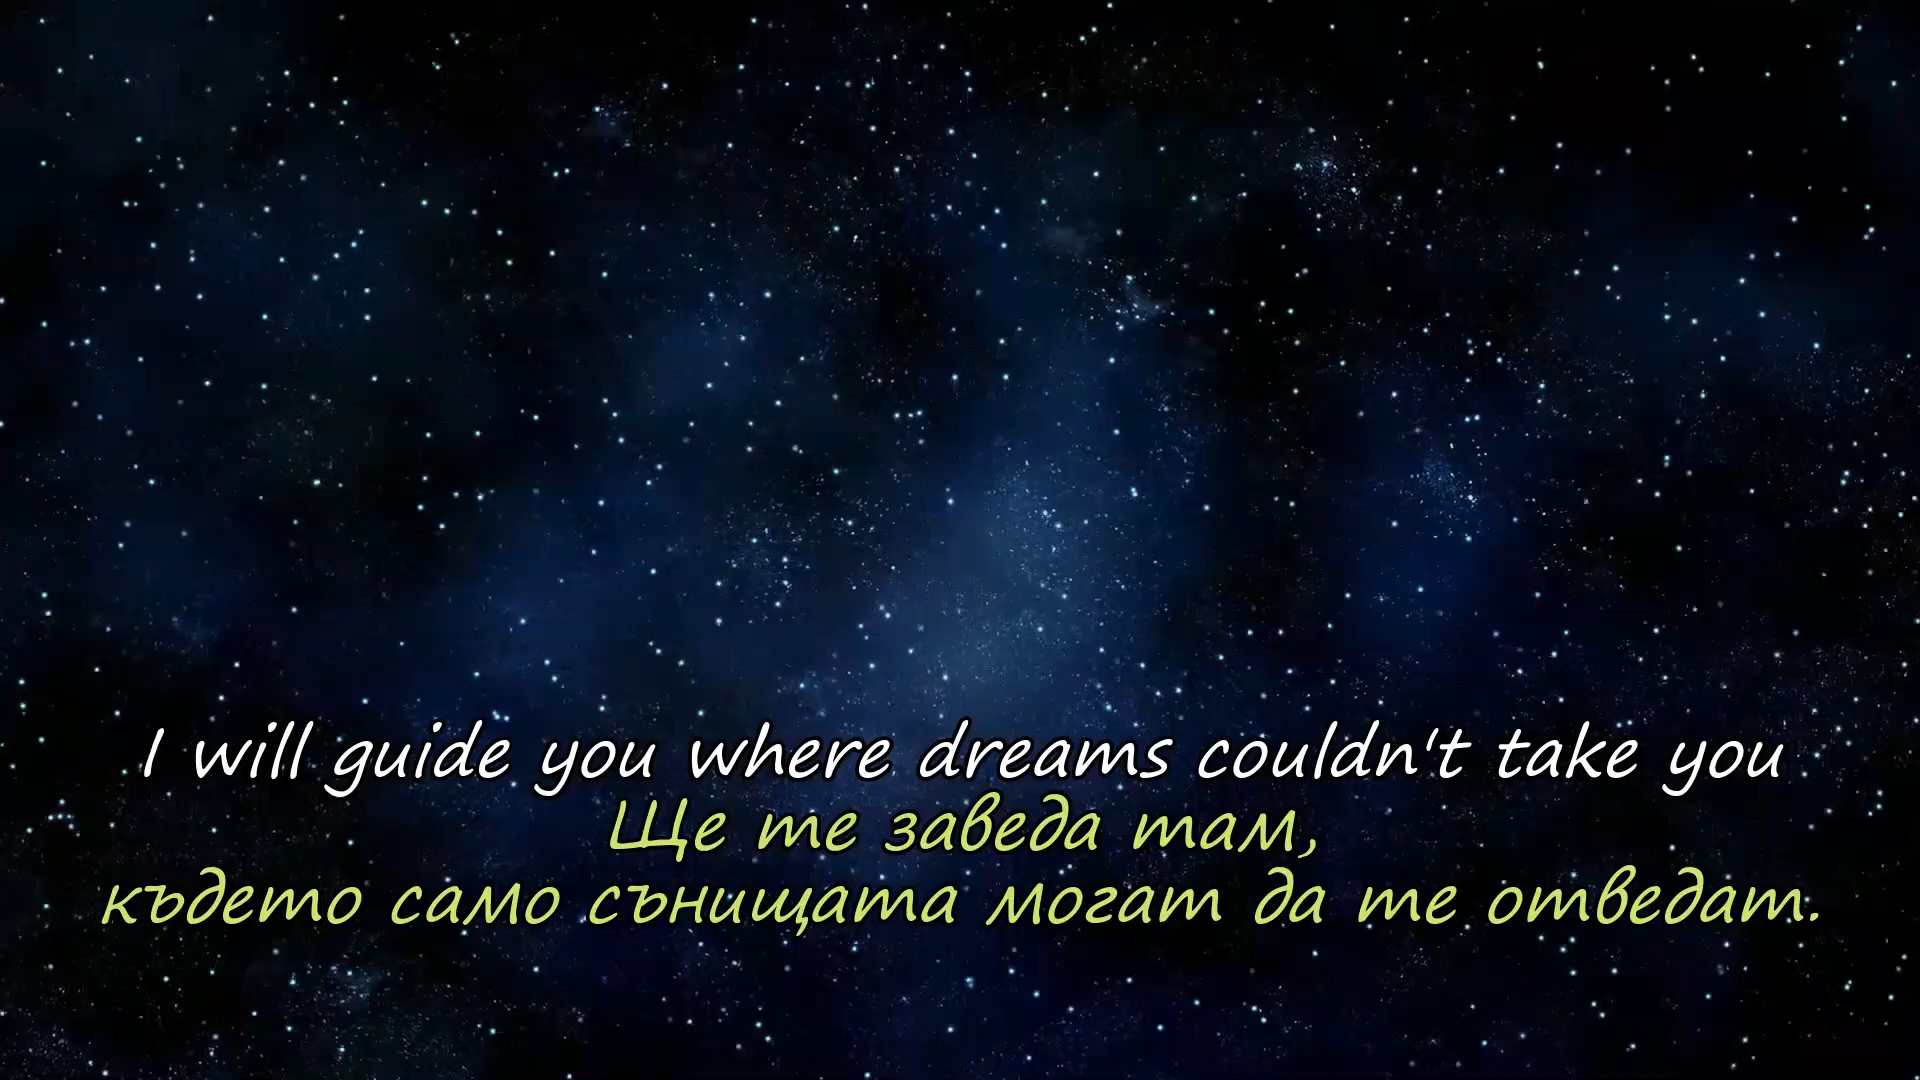 I will guide you where dreams couldn't take you
Ще те заведа там,
където само сънищата могат да те отведат.